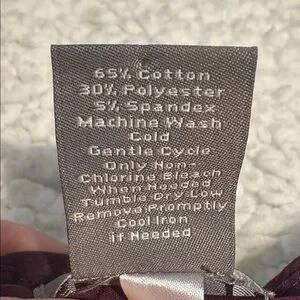 65% Cotton
30% Polyester
5% Spandex
Machine Wash
Cold
Gentle Cycle
Only Non-
Chlorine Bleach
When Needed
Tumble Dry Low
Remove Promptly
Cool Iron
if Needed